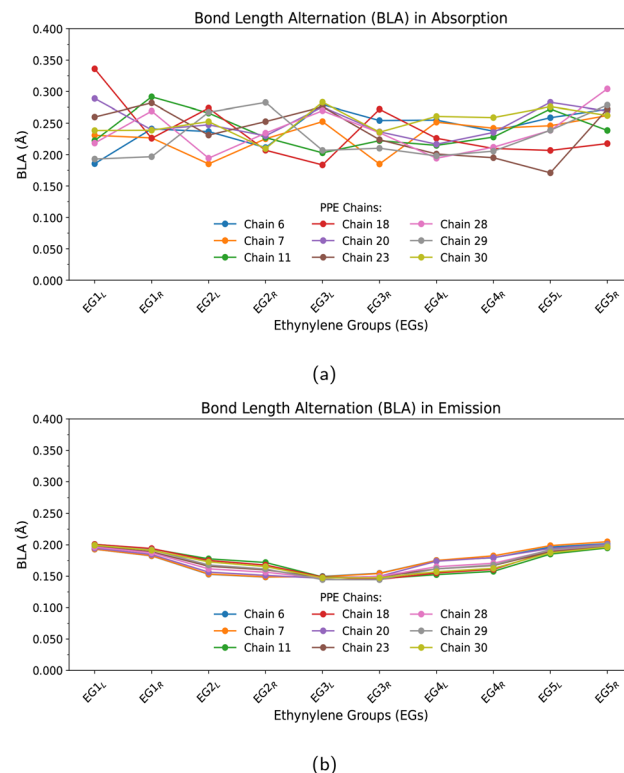 Bond Length Alternation (BLA) in Absorption
0.400
0.350
0.300
0.250
0.200
0.150
0.100
0.050
0.000
BLA (Å)
PPE Chains:
Chain 6 Chain 18 Chain 28
Chain 7 Chain 20 Chain 29
Chain 11 Chain 23 Chain 30
EG1L EG1R EG2L EG2R EG3L EG3R EG4L EG4R EG5L EG5R
Ethynylene Groups (EGs)
(a)
Bond Length Alternation (BLA) in Emission
0.400
0.350
0.300
0.250
0.200
0.150
0.100
0.050
0.000
BLA (Å)
PPE Chains:
Chain 6 Chain 18 Chain 28
Chain 7 Chain 20 Chain 29
Chain 11 Chain 23 Chain 30
EG1L EG1R EG2L EG2R EG3L EG3R EG4L EG4R EG5L EG5R
Ethynylene Groups (EGs)
(b)